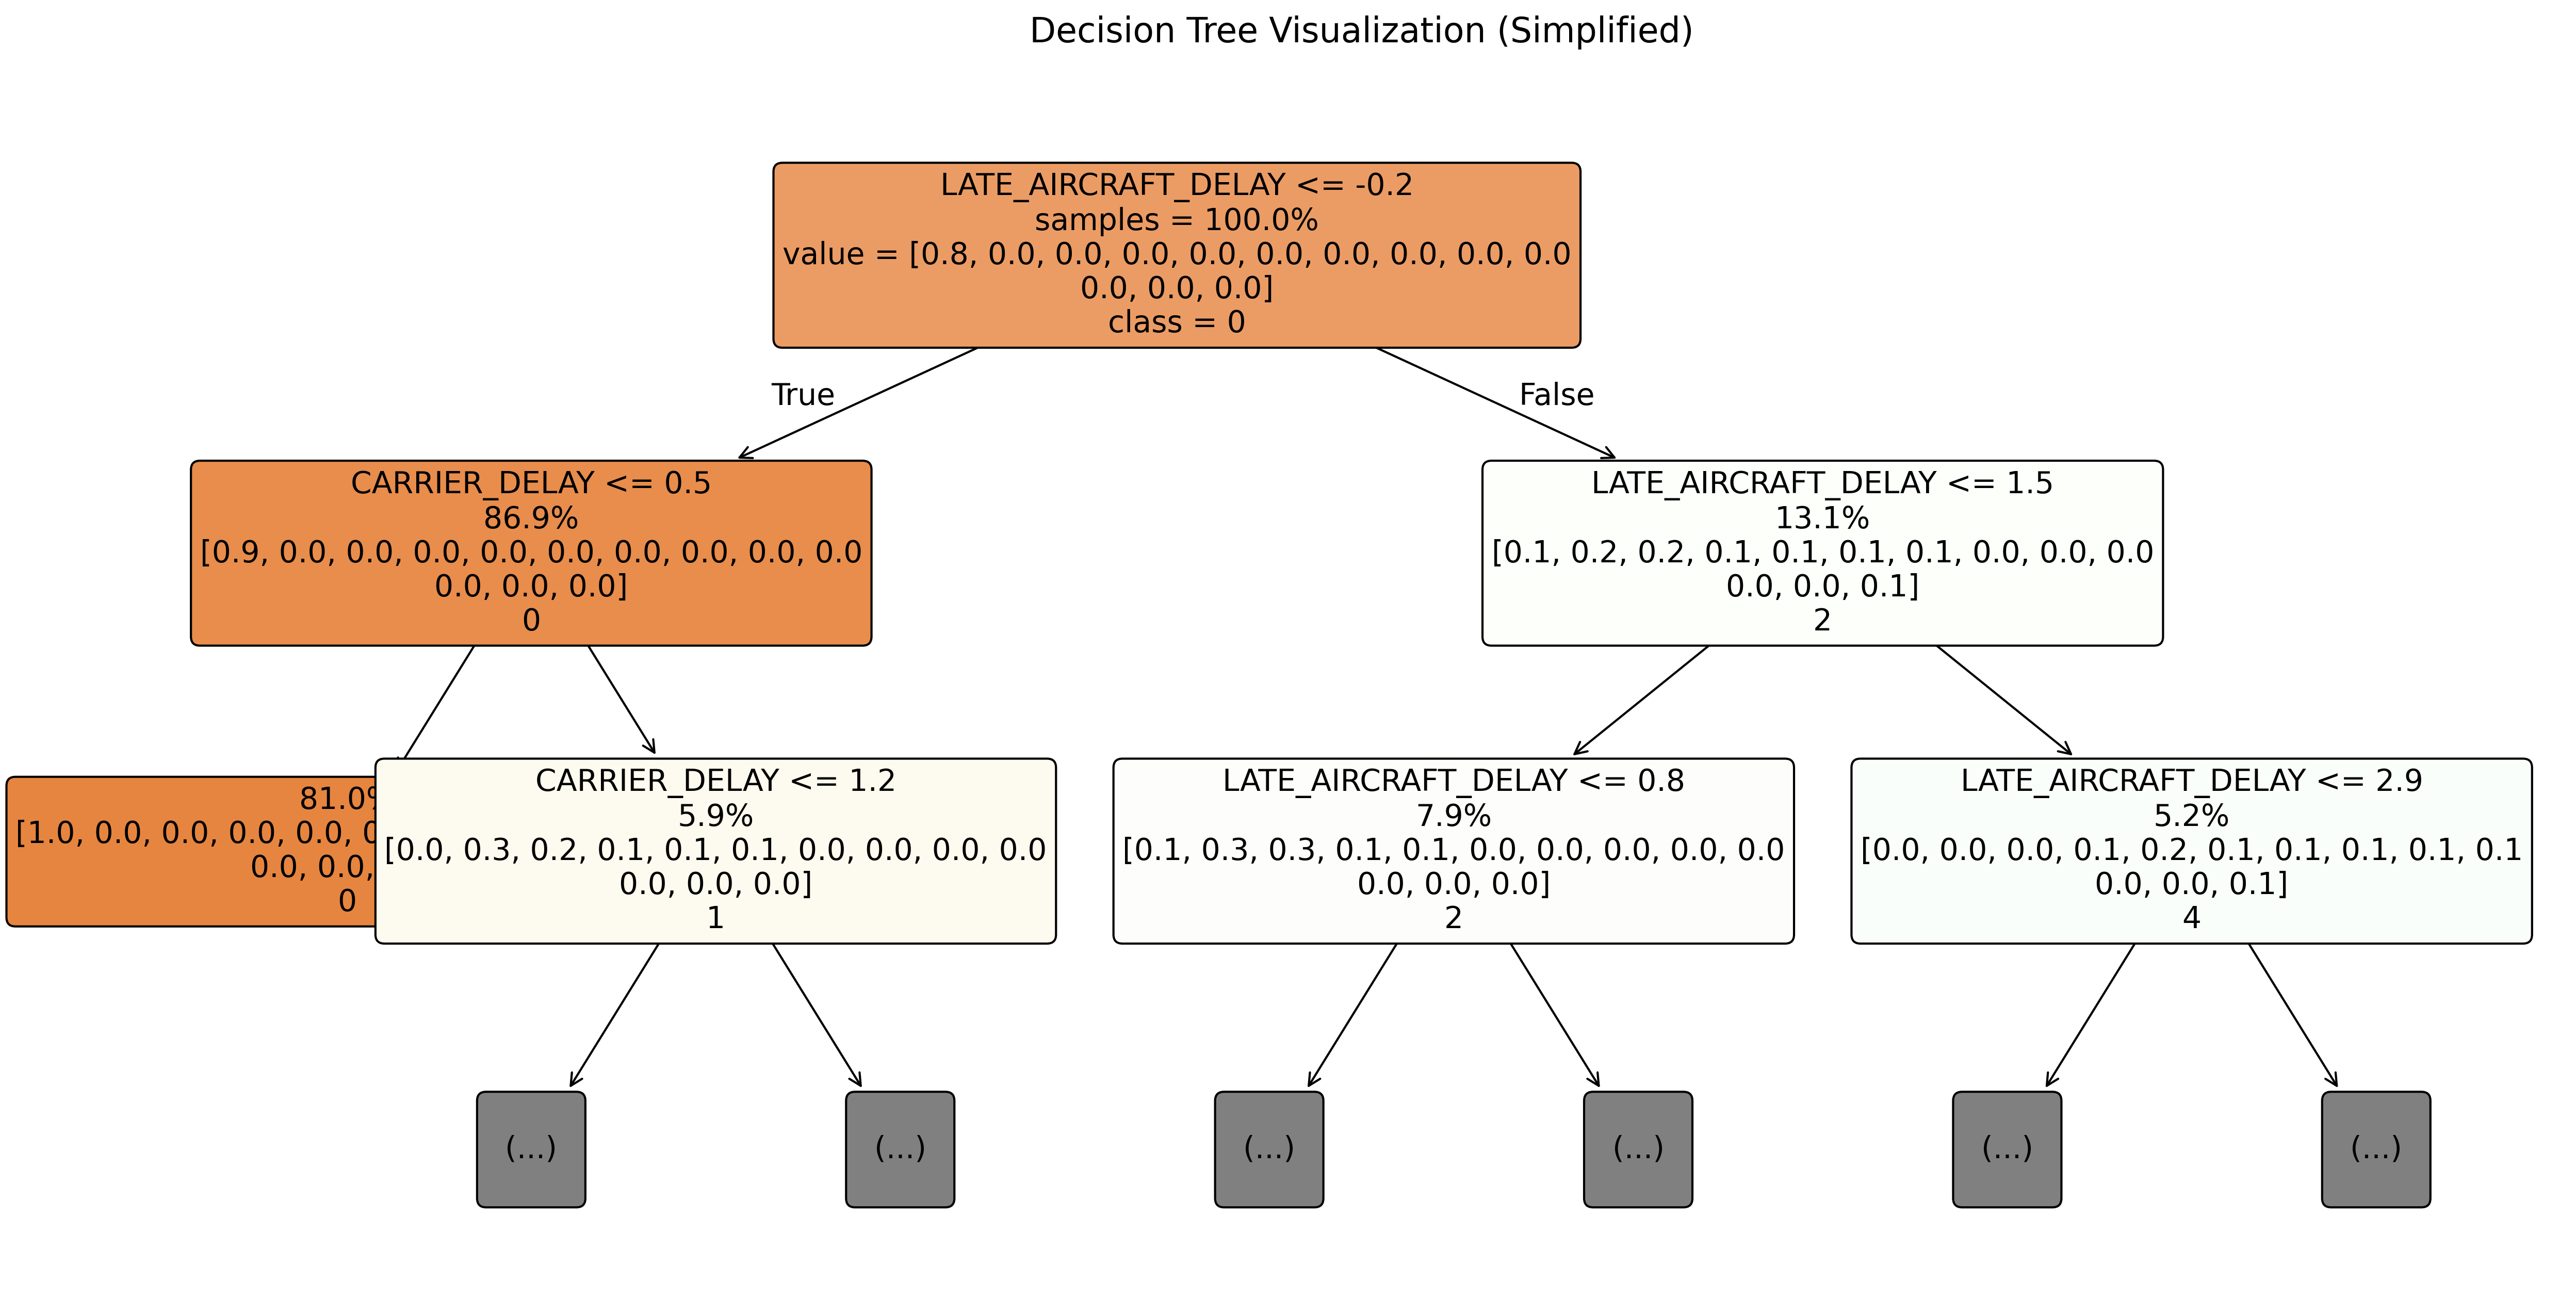 Decision Tree Visualization (Simplified)
LATE_AIRCRAFT_DELAY <= -0.2
samples = 100.0%
value = [0.8, 0.0, 0.0, 0.0, 0.0, 0.0, 0.0, 0.0, 0.0, 0.0
0.0, 0.0, 0.0]
class = 0
True
False
CARRIER_DELAY <= 0.5
86.9%
[0.9, 0.0, 0.0, 0.0, 0.0, 0.0, 0.0, 0.0, 0.0, 0.0
0.0, 0.0, 0.0]
0
LATE_AIRCRAFT_DELAY <= 1.5
13.1%
[0.1, 0.2, 0.2, 0.1, 0.1, 0.1, 0.1, 0.0, 0.0, 0.0
0.0, 0.0, 0.1]
2
81.0%
[1.0, 0.0, 0.0, 0.0, 0.0,
0.0, 0.0,
0
CARRIER_DELAY <= 1.2
5.9%
[0.0, 0.3, 0.2, 0.1, 0.1, 0.1, 0.0, 0.0, 0.0, 0.0
0.0, 0.0, 0.0]
1
LATE_AIRCRAFT_DELAY <= 0.8
7.9%
[0.1, 0.3, 0.3, 0.1, 0.1, 0.0, 0.0, 0.0, 0.0, 0.0
0.0, 0.0, 0.0]
2
LATE_AIRCRAFT_DELAY <= 2.9
5.2%
[0.0, 0.0, 0.0, 0.1, 0.2, 0.1, 0.1, 0.1, 0.1, 0.1
0.0, 0.0, 0.1]
4
(...)
(...)
(...)
(...)
(...)
(...)